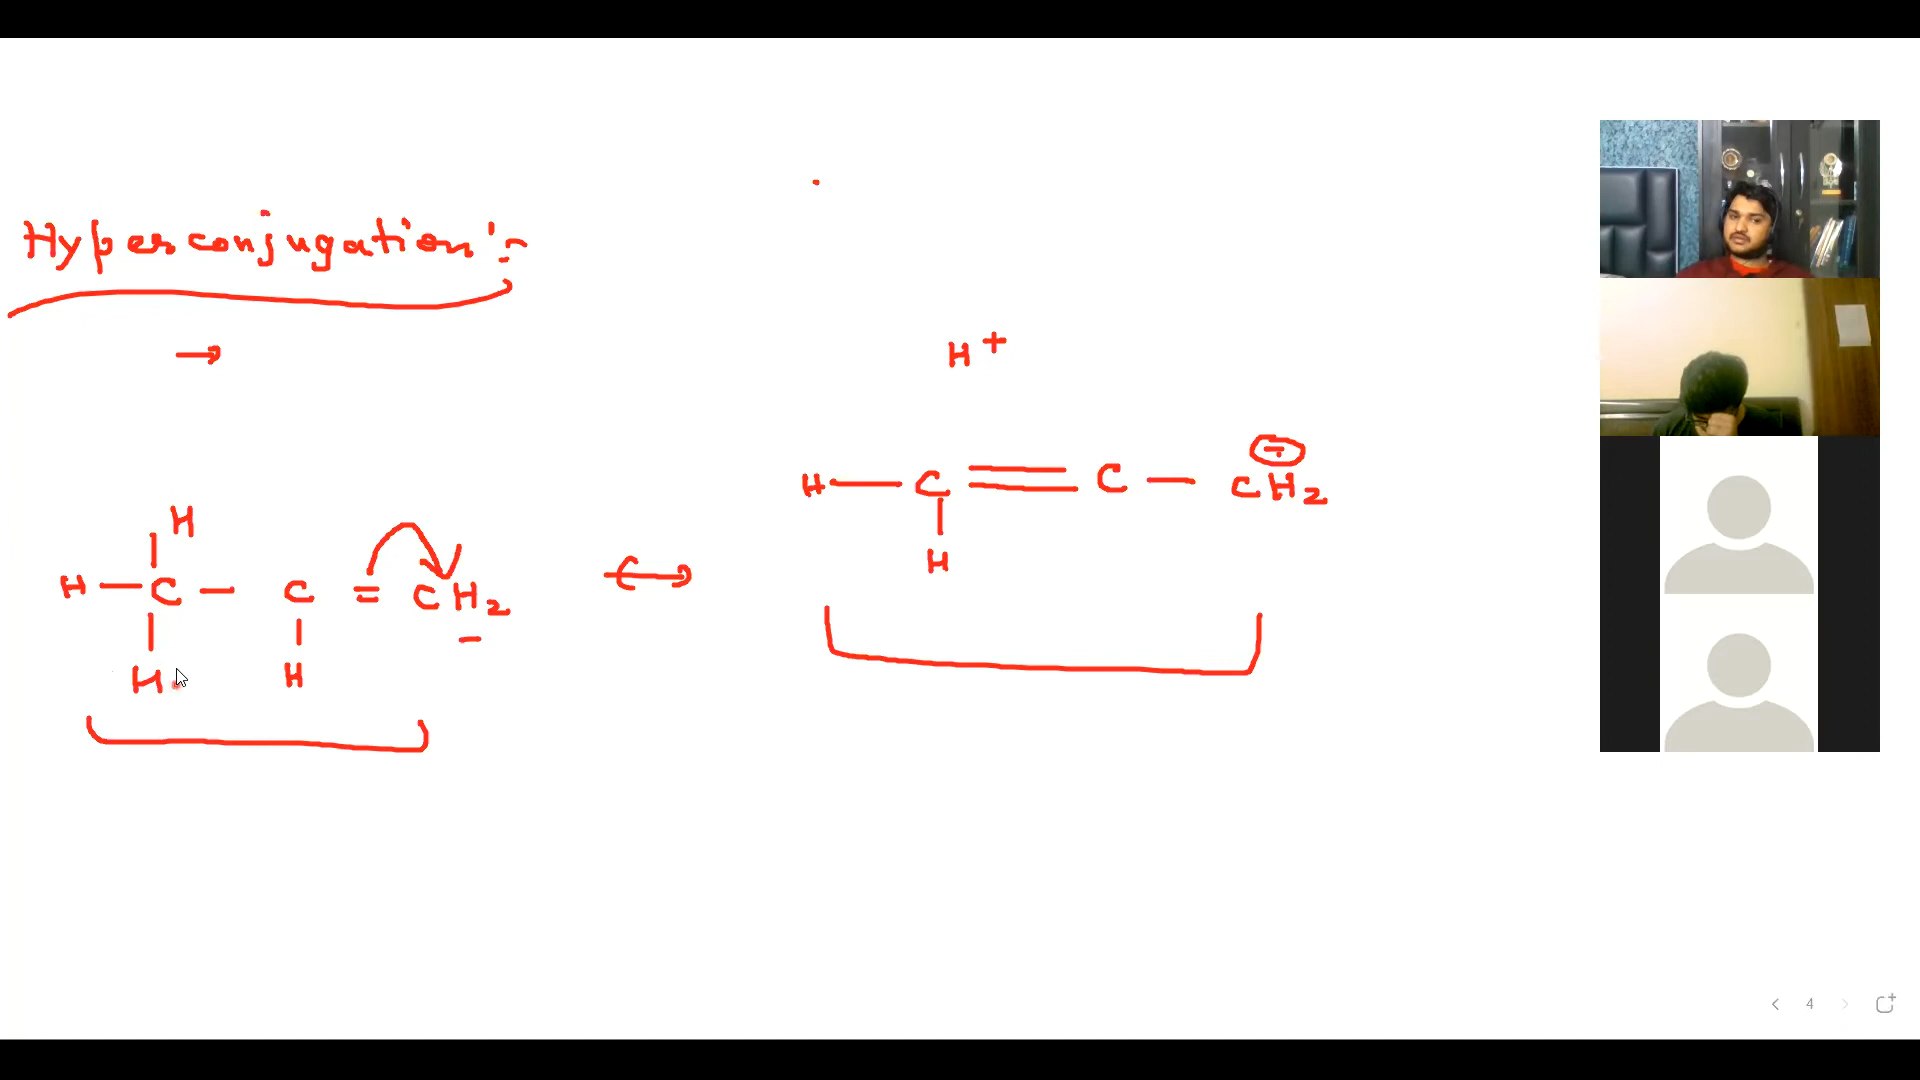 Hyperconjugation :-
→
H+
H — C = C — CH2 ⊖
H
H
H — C — C = CH2 ↔
H H
4